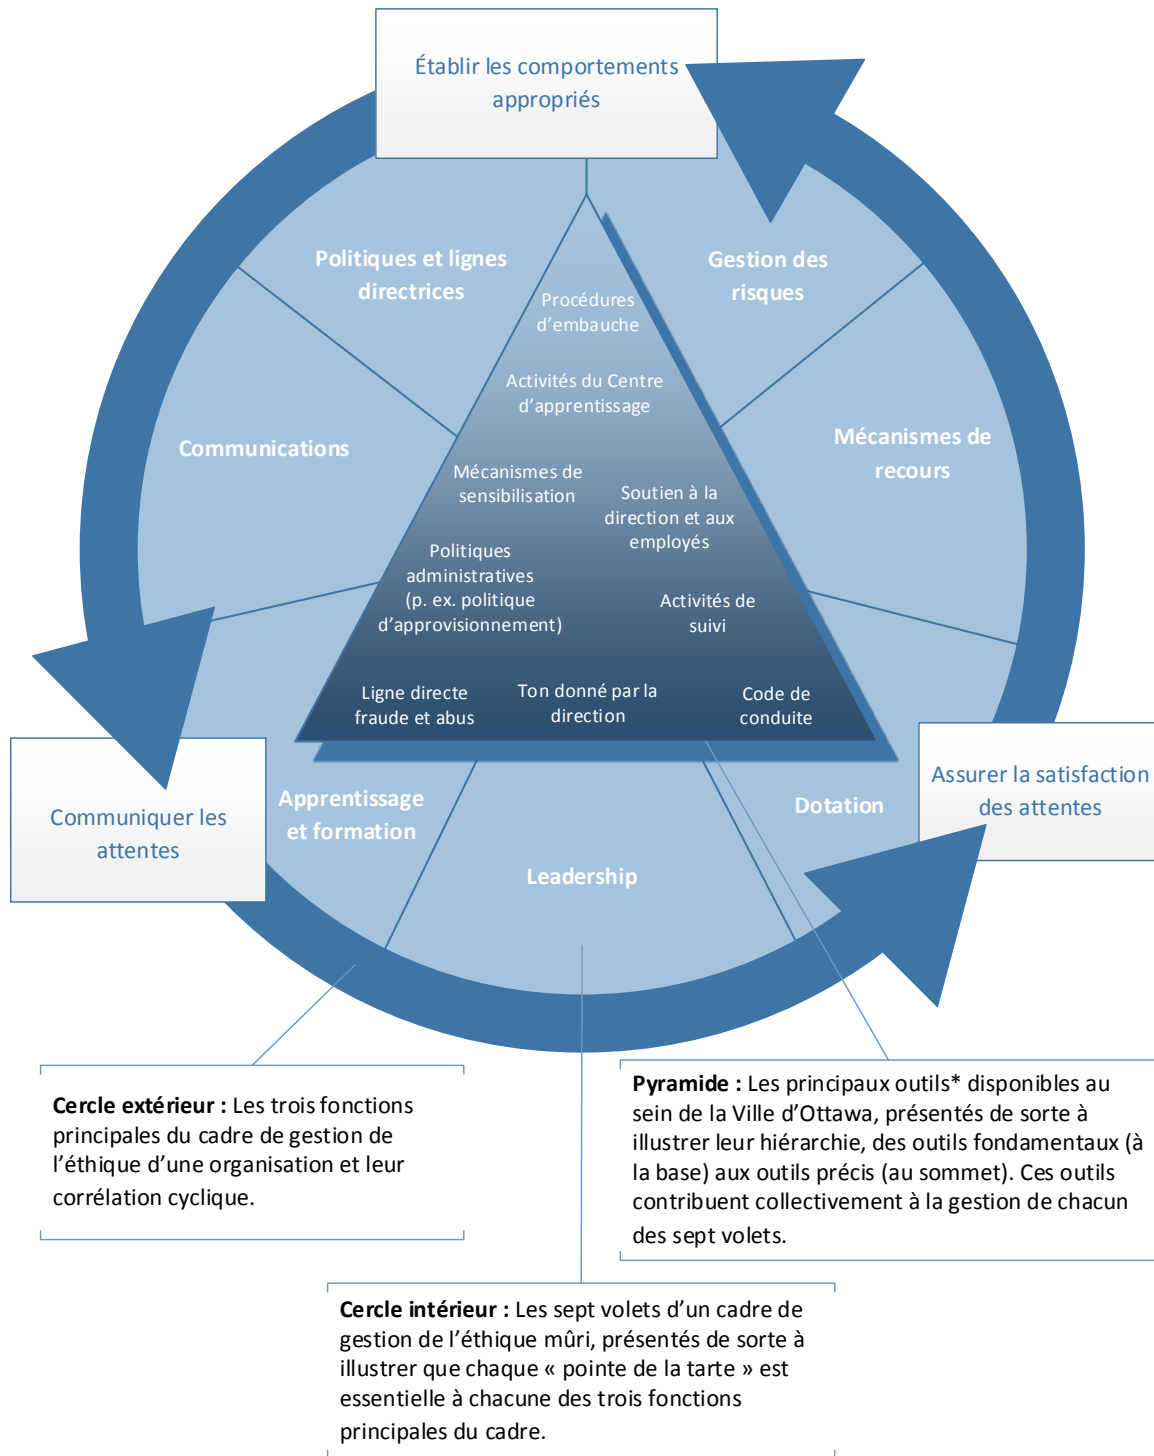 Établir les comportements
appropriés
Politiques et lignes
directrices
Gestion des
risques
Procédures
d’embauche
Activités du Centre
d’apprentissage
Communications
Mécanismes de
recours
Mécanismes de
sensibilisation
Soutien à la
direction et aux
employés
Politiques
administratives
(p. ex. politique
d’approvisionnement)
Activités de
suivi
Ligne directe
fraude et abus
Ton donné par la
direction
Code de
conduite
Communiquer les
attentes
Apprentissage
et formation
Leadership
Dotation
Assurer la satisfaction
des attentes
Cercle extérieur : Les trois fonctions
principales du cadre de gestion de
l’éthique d’une organisation et leur
corrélation cyclique.
Pyramide : Les principaux outils* disponibles au
sein de la Ville d’Ottawa, présentés de sorte à
illustrer leur hiérarchie, des outils fondamentaux (à
la base) aux outils précis (au sommet). Ces outils
contribuent collectivement à la gestion de chacun
des sept volets.
Cercle intérieur : Les sept volets d’un cadre de
gestion de l’éthique mûri, présentés de sorte à
illustrer que chaque « pointe de la tarte » est
essentielle à chacune des trois fonctions
principales du cadre.